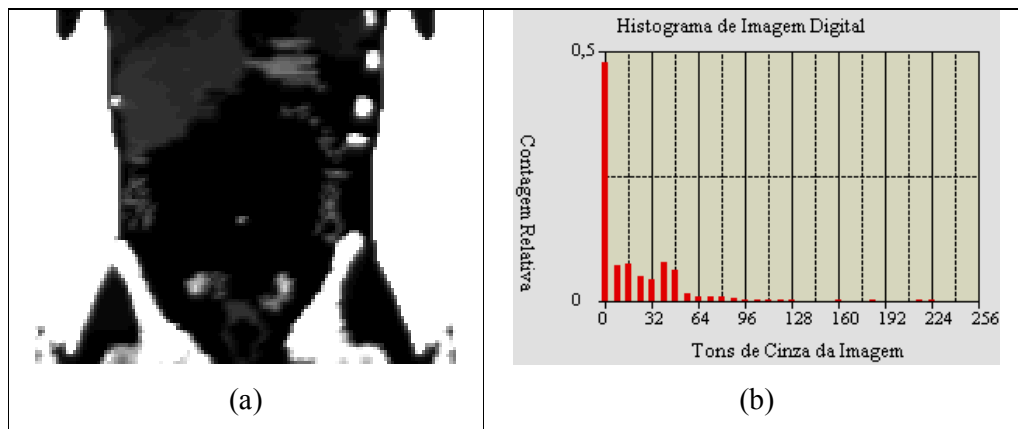 Histograma de Imagem Digital
0,5
Contagem Relativa
0
0 32 64 96 128 160 192 224 256
Tons de Cinza da Imagem
(a) (b)